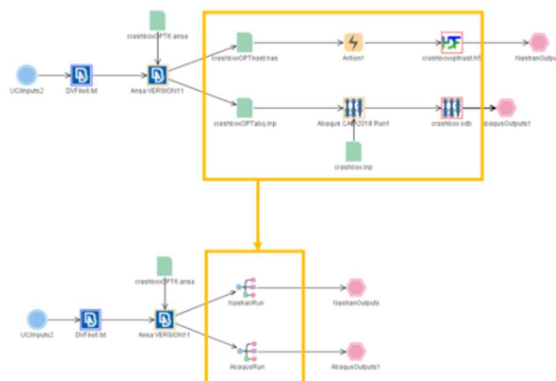 crashboxOPT6.ansa
crashboxOPTnast.nas
Action1
crashboxoptnast.h5
NastranOutpu
UCIInputs2
DVFile6.txt
Ansa VERSION11
crashboxOPTabq.inp
Abaqus CAE 2018 Run1
crashbox.odb
AbaqusOutputs1
crashbox.inp
crashboxOPT6.ansa
NastranRun
NastranOutputs
UCIInputs2
DVFile6.txt
Ansa VERSION11
AbaqusRun
AbaqusOutputs1